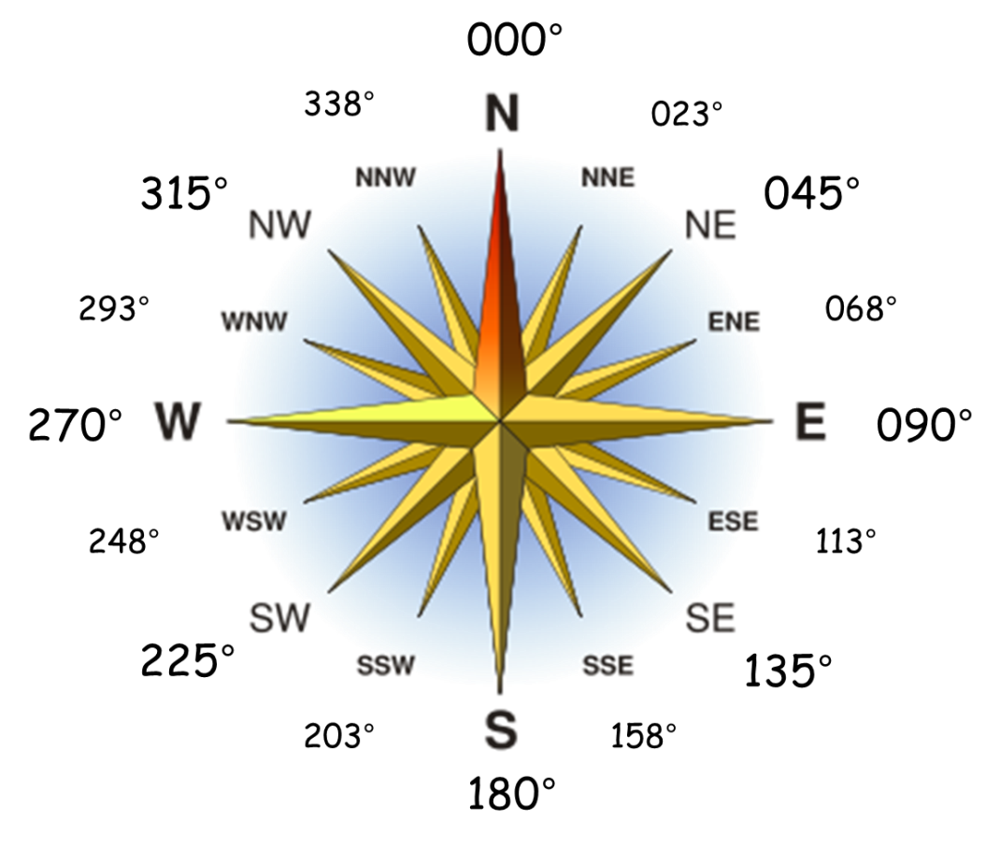 000°
338° N 023°
NNW NNE
315° 045°
NW NE
293° 068°
WNW ENE
270° W E 090°
WSW ESE
248° 113°
SW SE
225° 135°
SSW SSE
S
203° 158°
180°